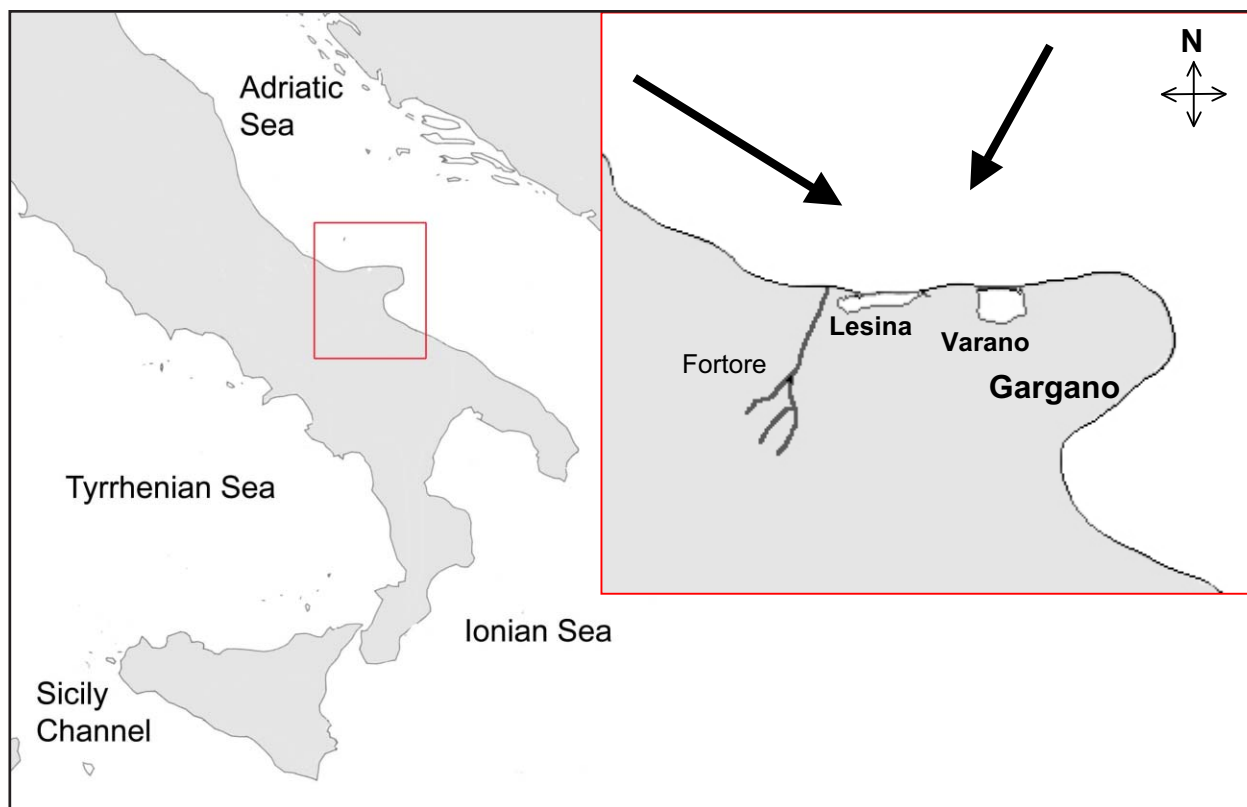 Adriatic
Sea
Tyrrhenian Sea
Ionian Sea
Sicily
Channel
N
Lesina
Varano
Fortore
Gargano